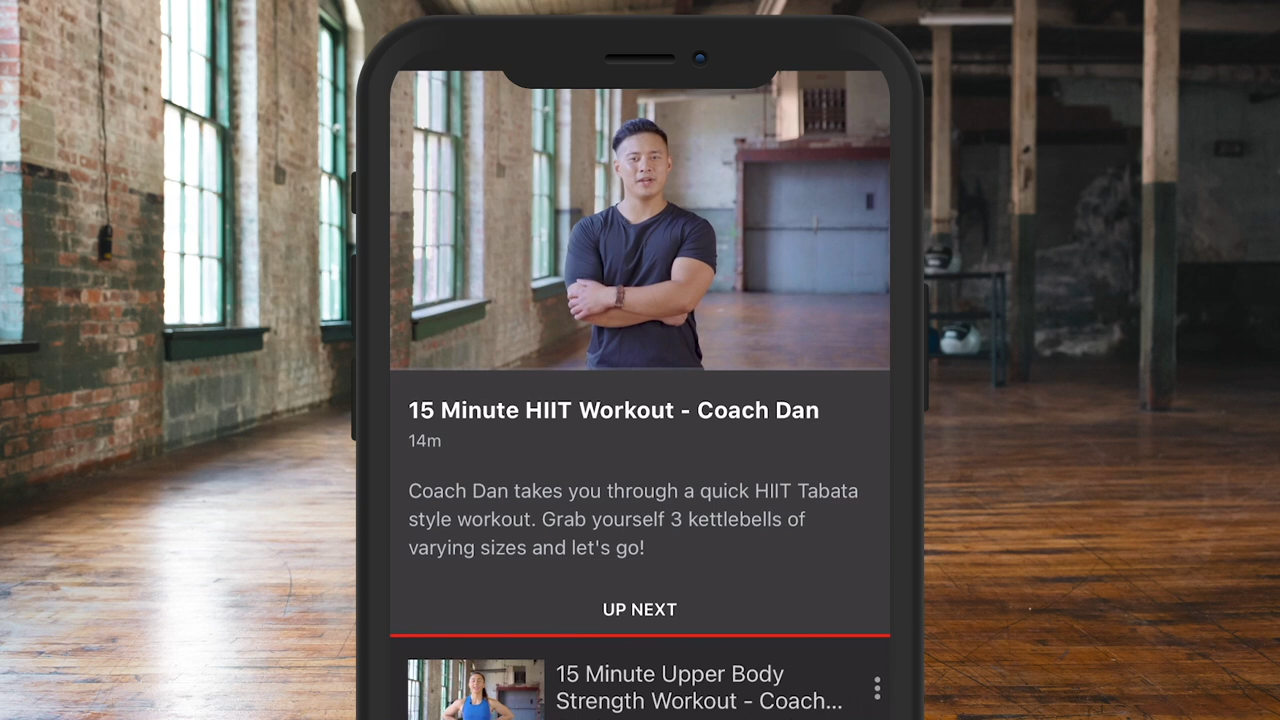 15 Minute HIIT Workout - Coach Dan
14m
Coach Dan takes you through a quick HIIT Tabata
style workout. Grab yourself 3 kettlebells of
varying sizes and let's go!
UP NEXT
15 Minute Upper Body
Strength Workout - Coach...